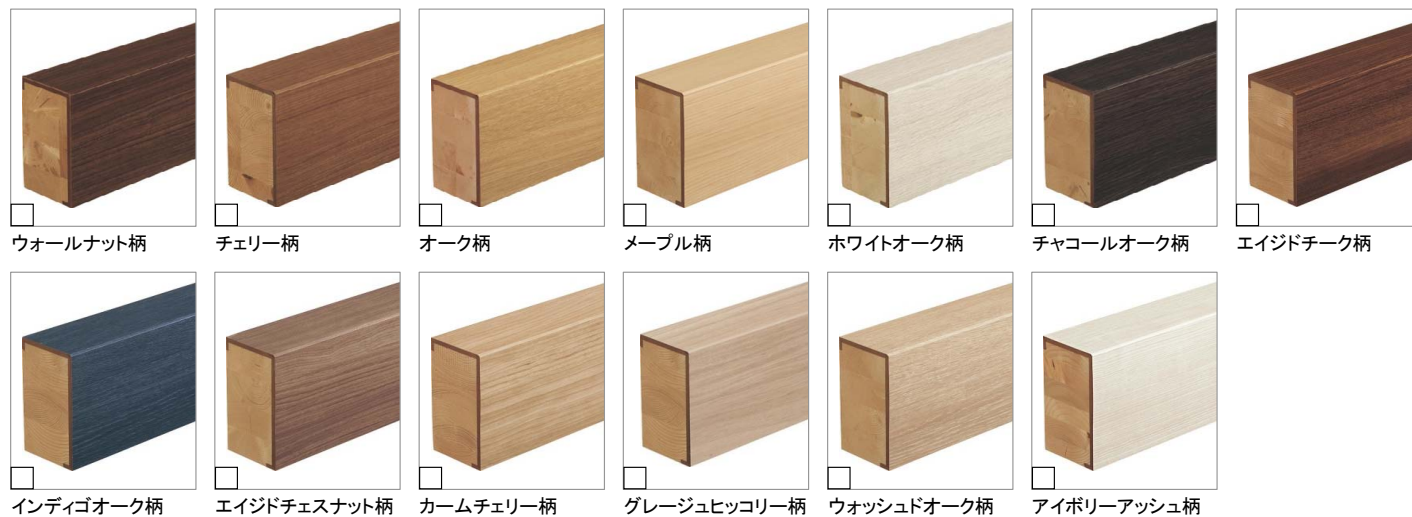 ウォールナット柄
チェリー柄
オーク柄
メープル柄
ホワイトオーク柄
チャコールオーク柄
エイジドチーク柄
インディゴオーク柄
エイジドチェスナット柄
カームチェリー柄
グレージュヒッコリー柄
ウォッシュドオーク柄
アイボリーアッシュ柄